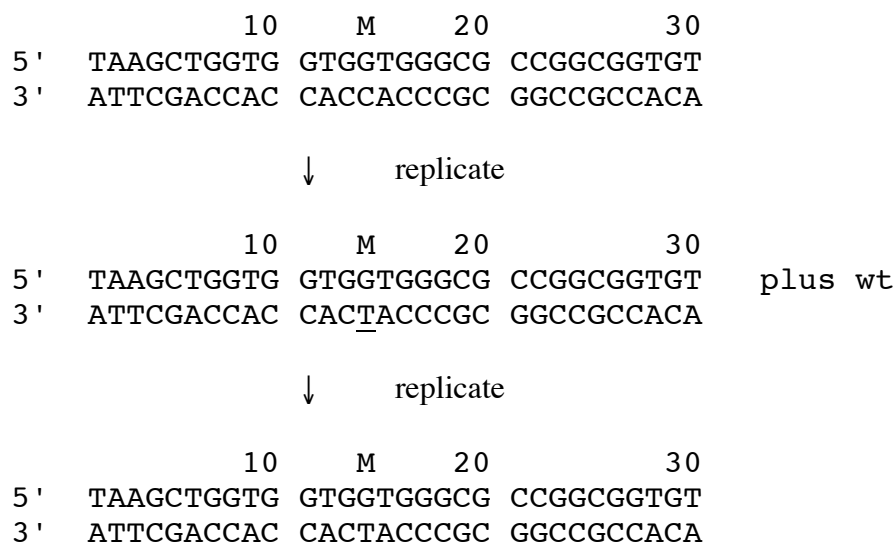 10 M 20 30
5' TAAGCTGGTG GTGGTGGGCG CCGGCGGTGT
3' ATTCGACCAC CACCACCCGC GGCCGCCACA
↓ replicate
10 M 20 30
5' TAAGCTGGTG GTGGTGGGCG CCGGCGGTGT plus wt
3' ATTCGACCAC CACTACCCGC GGCCGCCACA
↓ replicate
10 M 20 30
5' TAAGCTGGTG GTGGTGGGCG CCGGCGGTGT
3' ATTCGACCAC CACTACCCGC GGCCGCCACA